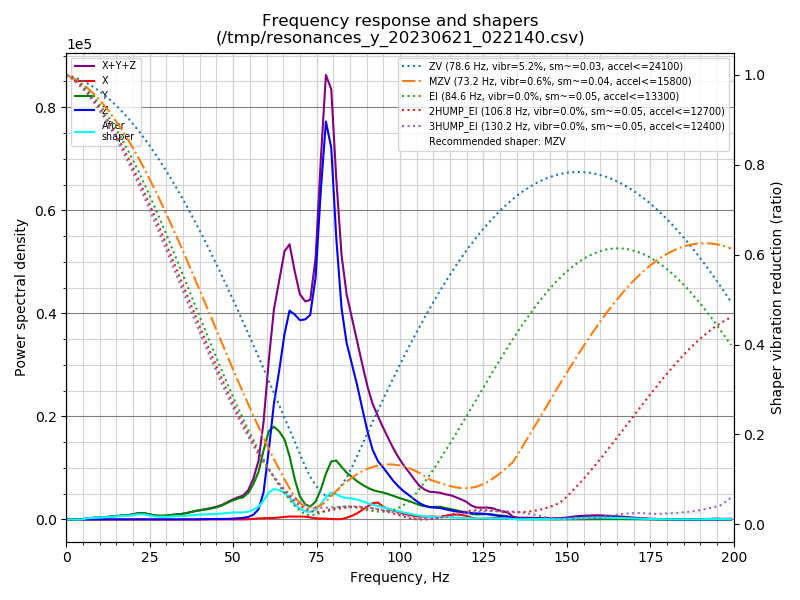 Frequency response and shapers
(/tmp/resonances_y_20230621_022140.csv)
1e5
X+Y+Z
X
Y
Z
After
shaper
ZV (78.6 Hz, vibr=5.2%, sm~=0.03, accel<=24100)
MZV (73.2 Hz, vibr=0.6%, sm~=0.04, accel<=15800)
EI (84.6 Hz, vibr=0.0%, sm~=0.05, accel<=13300)
2HUMP_EI (106.8 Hz, vibr=0.0%, sm~=0.05, accel<=12700)
3HUMP_EI (130.2 Hz, vibr=0.0%, sm~=0.05, accel<=12400)
Recommended shaper: MZV
0.08
0.06
0.04
0.02
0.00
Power spectral density
1.0
0.8
0.6
0.4
0.2
0.0
Shaper vibration reduction (ratio)
0 25 50 75 100 125 150 175 200
Frequency, Hz